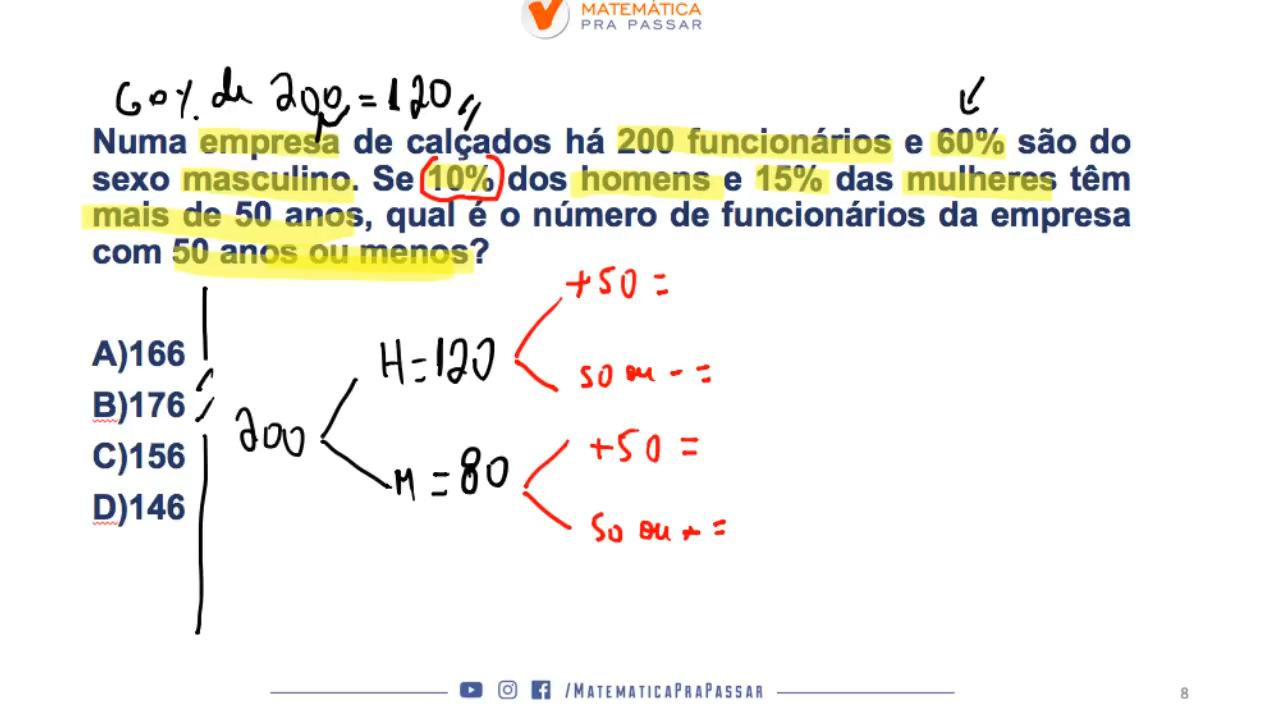 MATEMÁTICA
PRA PASSAR
60% de 200 = 120
Numa empresa de calçados há 200 funcionários e 60% são do
sexo masculino. Se 10% dos homens e 15% das mulheres têm
mais de 50 anos, qual é o número de funcionários da empresa
com 50 anos ou menos?
+50 =
A)166
H=120
50 ou - =
B)176
200
+50 =
C)156
M = 80
D)146
50 ou - =
/MatematicaPraPassar
8